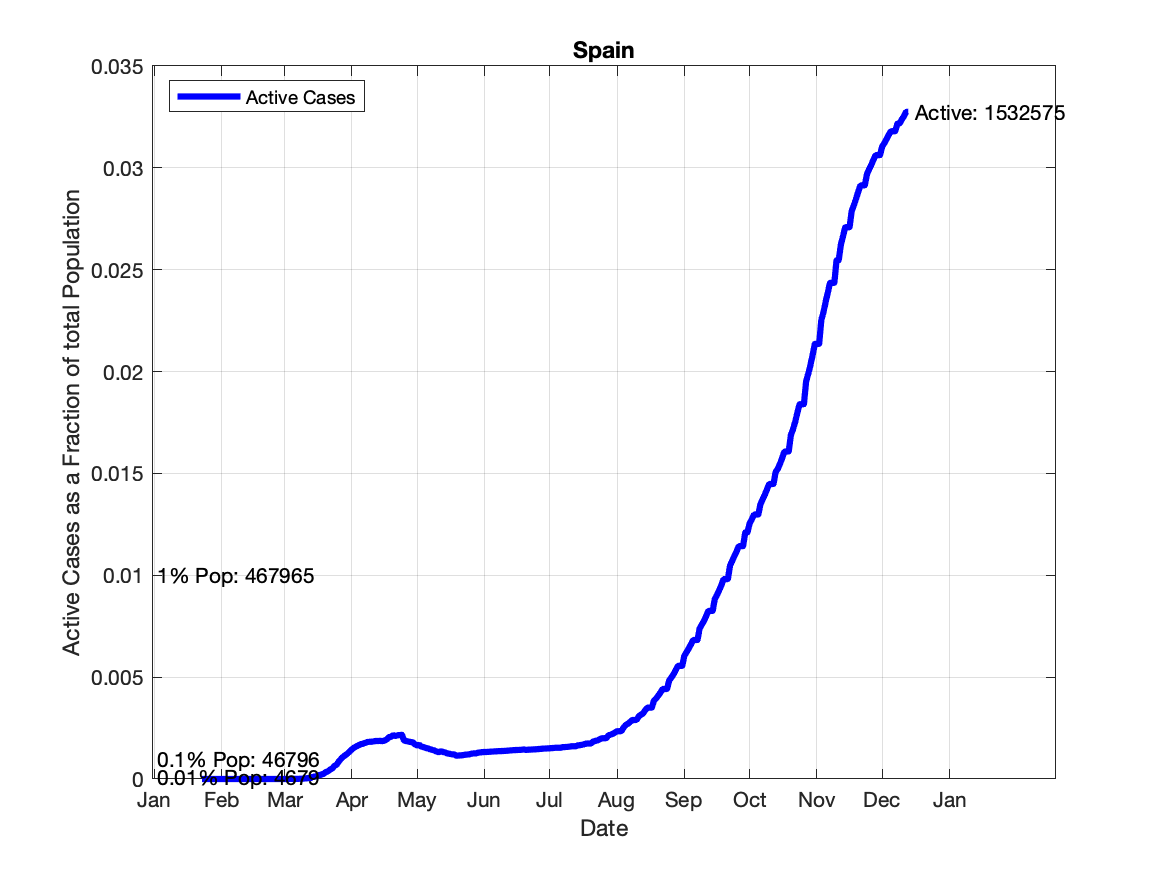 Spain
Active Cases
Active: 1532575
0.035
0.03
0.025
0.02
0.015
0.01
0.005
0
Active Cases as a Fraction of total Population
1% Pop: 467965
0.1% Pop: 46796
0.01% Pop: 4679
Jan Feb Mar Apr May Jun Jul Aug Sep Oct Nov Dec Jan
Date